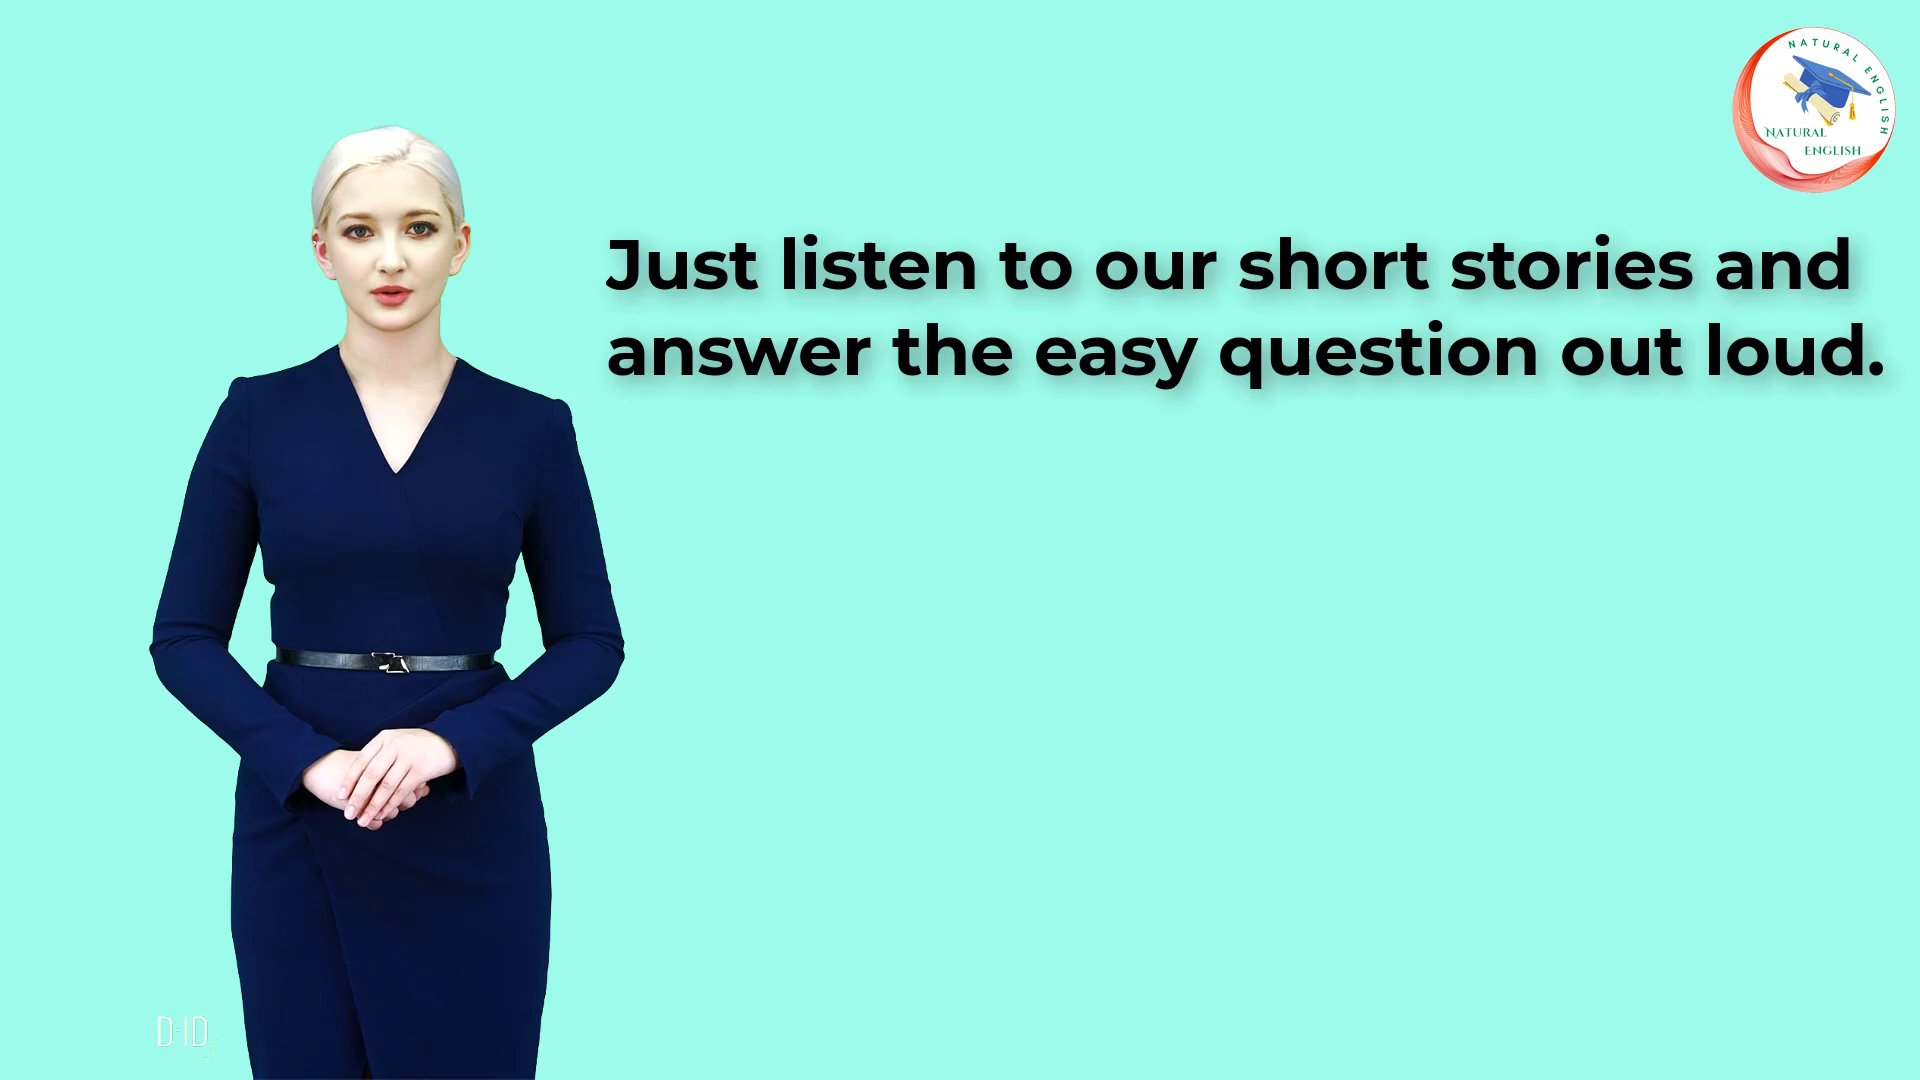 NATURAL ENGLISH
NATURAL
ENGLISH
Just listen to our short stories and
answer the easy question out loud.
D-ID